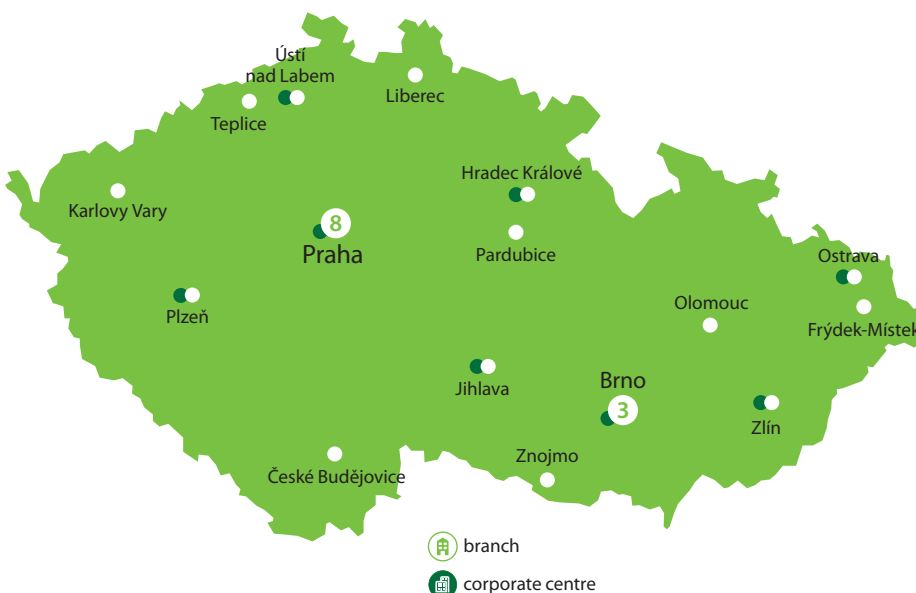 Ústí
nad Labem
Liberec
Teplice
Hradec Králové
Karlovy Vary
8
Praha
Pardubice
Ostrava
Plzeň
Olomouc
Frýdek-Místek
Jihlava
Brno
3
Zlín
Znojmo
České Budějovice
branch
corporate centre